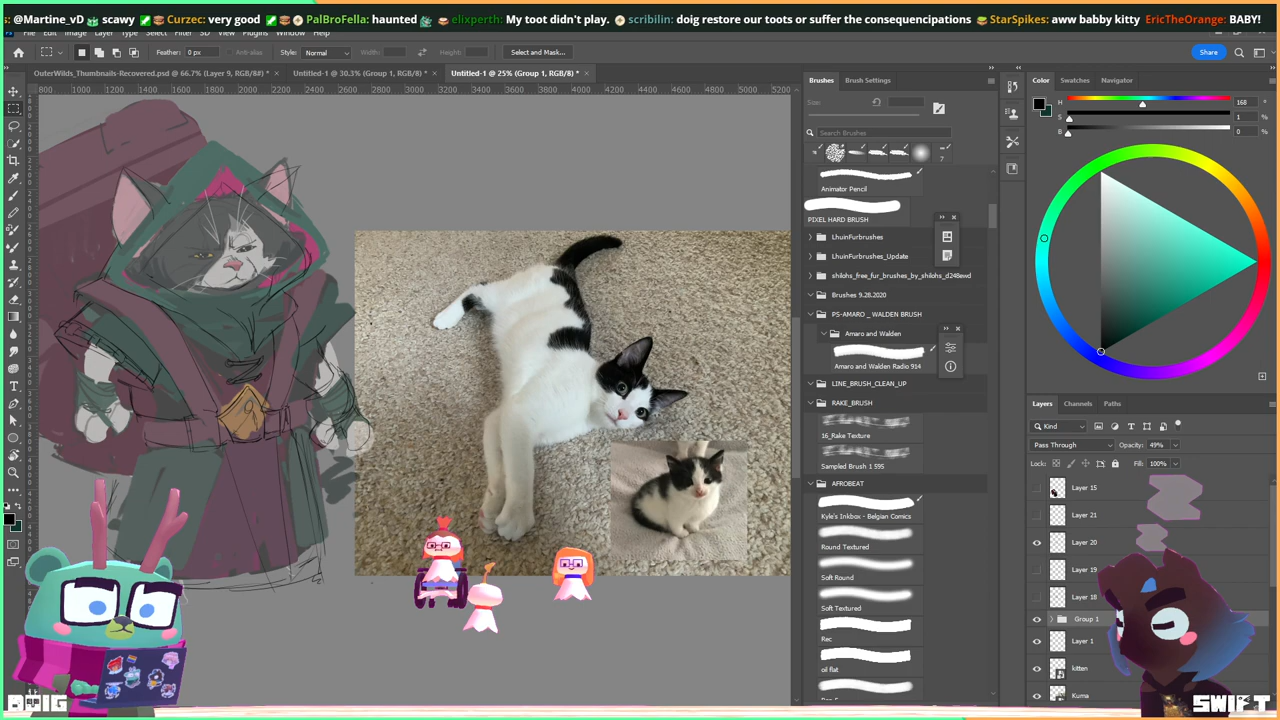 s: @Martine_vD scawy Curzec: very good PalBroFella: haunted elixperth: My toot didn't play. scribilin: doig restore our toots or suffer the consequencipations StarSpikes: aww babby kitty EricTheOrange: BABY!
File Edit Image Layer Type Select Filter 3D View Plugins Window Help
Feather: 0 px Anti-alias Style: Normal Width: Height: Select and Mask... Share
OuterWilds_Thumbnails-Recovered.psd @ 66.7% (Layer 9, RGB/8#) * × Untitled-1 @ 30.3% (Group 1, RGB/8) * × Untitled-1 @ 25% (Group 1, RGB/8) * ×
800 1000 1200 1400 1600 1800 2000 2200 2400 2600 2800 3000 3200 3400 3600 3800 4000 4200 4400 4600 4800 5000 5200
Brushes Brush Settings
Size:
Search Brushes
7
Animator Pencil
PIXEL HARD BRUSH
LhuinFurbrushes
LhuinFurbrushes_Update
shilohs_free_fur_brushes_by_shilohs_d248ewd
Brushes 9.28.2020
PS-AMARO _ WALDEN BRUSH
Amaro and Walden
Amaro and Walden Radio 914
LINE_BRUSH_CLEAN_UP
RAKE_BRUSH
16_Rake Texture
Sampled Brush 1 595
AFROBEAT
Kyle's Inkbox - Belgian Comics
Round Textured
Soft Round
Soft Textured
Rec
oil flat
Color Swatches Navigator
H 168 °
S 1 %
B 0 %
Layers Channels Paths
Kind
Pass Through Opacity: 49%
Lock: Fill: 100%
Layer 15
Layer 21
Layer 20
Layer 19
Layer 18
Group 1
Layer 1
kitten
Kuma
DOIG
SWIFT